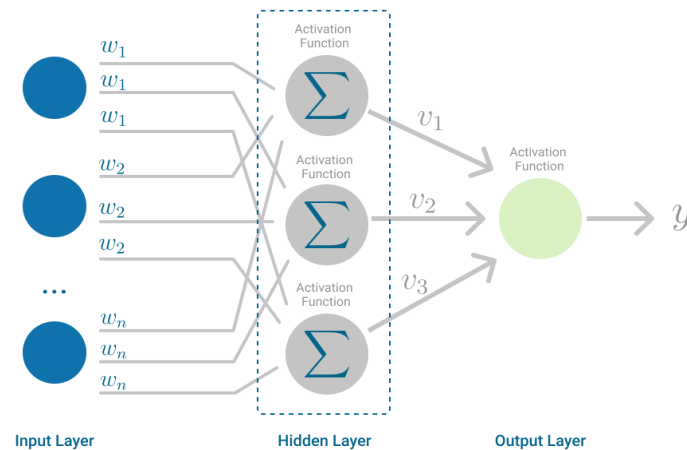 w₁
w₁
w₁
w₂
w₂
w₂
...
wₙ
wₙ
wₙ
Activation
Function
Σ
Activation
Function
Σ
Activation
Function
Σ
v₁
v₂
v₃
Activation
Function
y
Input Layer
Hidden Layer
Output Layer